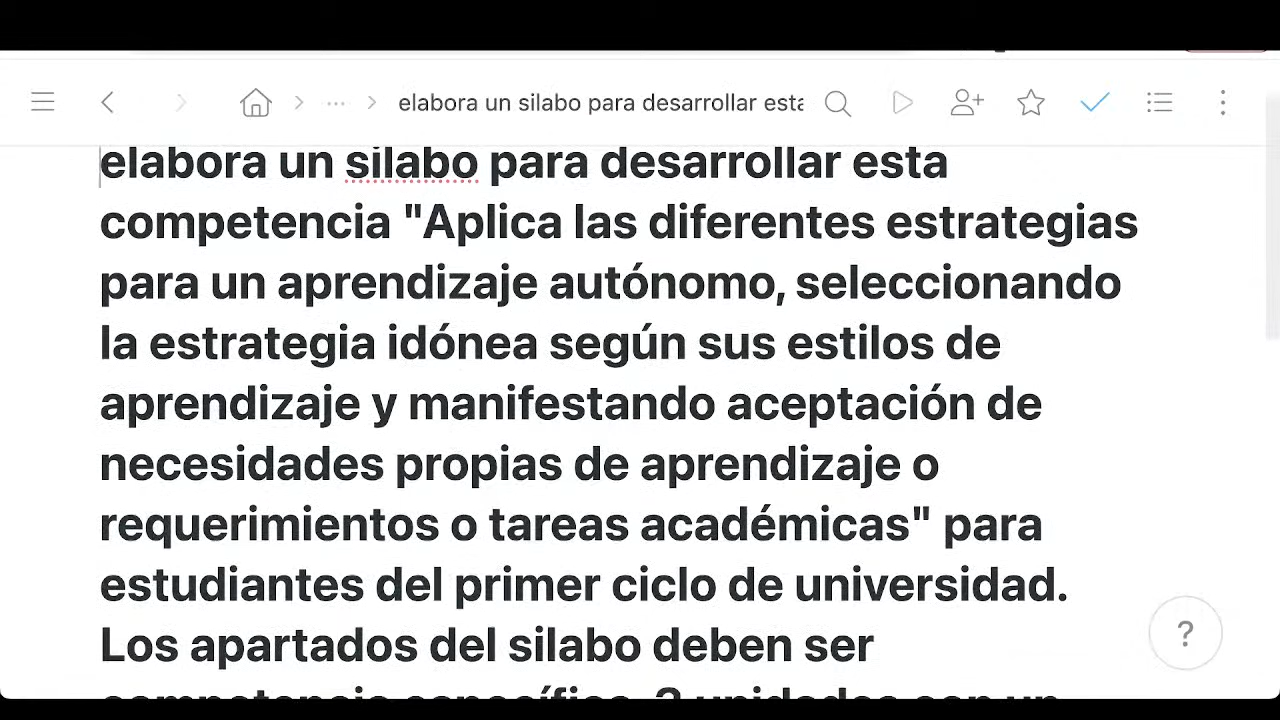 elabora un silabo para desarrollar esta
elabora un silabo para desarrollar esta
competencia "Aplica las diferentes estrategias
para un aprendizaje autónomo, seleccionando
la estrategia idónea según sus estilos de
aprendizaje y manifestando aceptación de
necesidades propias de aprendizaje o
requerimientos o tareas académicas" para
estudiantes del primer ciclo de universidad.
Los apartados del silabo deben ser
?